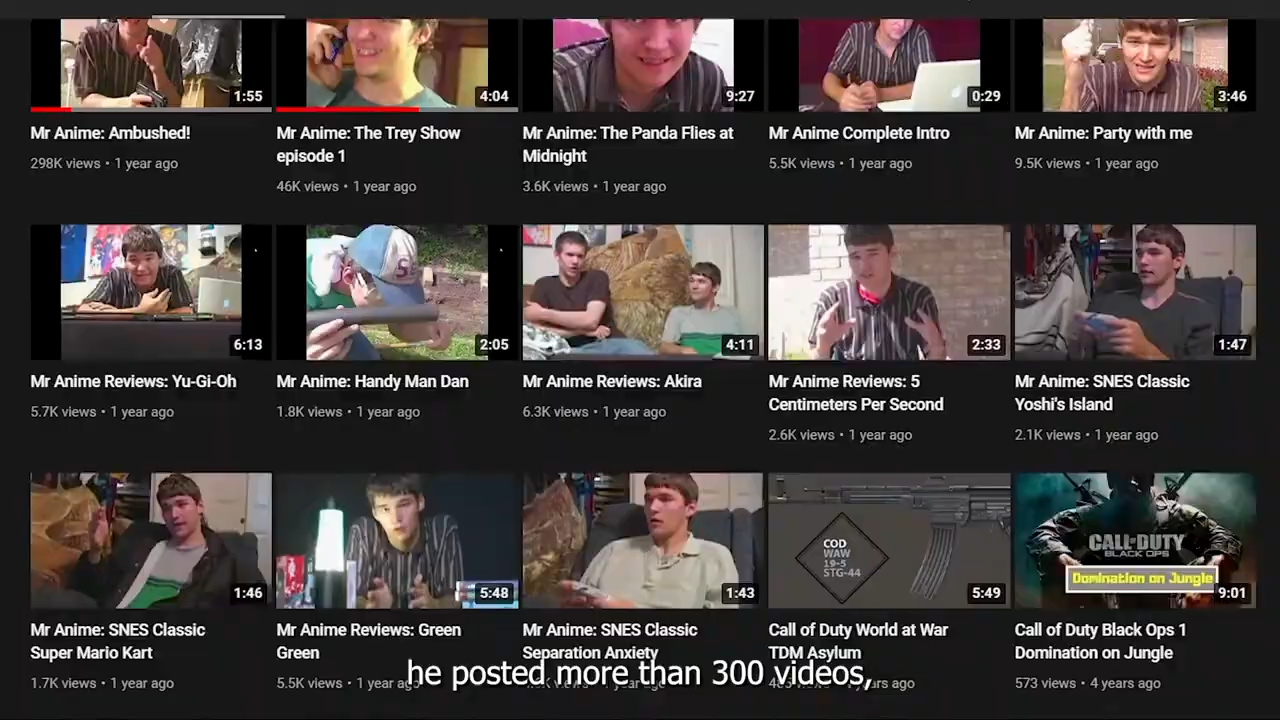 1:55
4:04
9:27
0:29
3:46
Mr Anime: Ambushed!
298K views • 1 year ago
Mr Anime: The Trey Show
episode 1
46K views • 1 year ago
Mr Anime: The Panda Flies at
Midnight
3.6K views • 1 year ago
Mr Anime Complete Intro
5.5K views • 1 year ago
Mr Anime: Party with me
9.5K views • 1 year ago
6:13
2:05
4:11
2:33
1:47
Mr Anime Reviews: Yu-Gi-Oh
5.7K views • 1 year ago
Mr Anime: Handy Man Dan
1.8K views • 1 year ago
Mr Anime Reviews: Akira
6.3K views • 1 year ago
Mr Anime Reviews: 5
Centimeters Per Second
2.6K views • 1 year ago
Mr Anime: SNES Classic
Yoshi's Island
2.1K views • 1 year ago
1:46
5:48
1:43
COD
WAW
19-5
STG-44
5:49
CALL OF DUTY
BLACK OPS
Domination on Jungle
9:01
Mr Anime: SNES Classic
Super Mario Kart
1.7K views • 1 year ago
Mr Anime Reviews: Green
Green
5.5K views • 1 year ago
Mr Anime: SNES Classic
Separation Anxiety
Call of Duty World at War
TDM Asylum
Call of Duty Black Ops 1
Domination on Jungle
573 views • 4 years ago
he posted more than 300 videos,